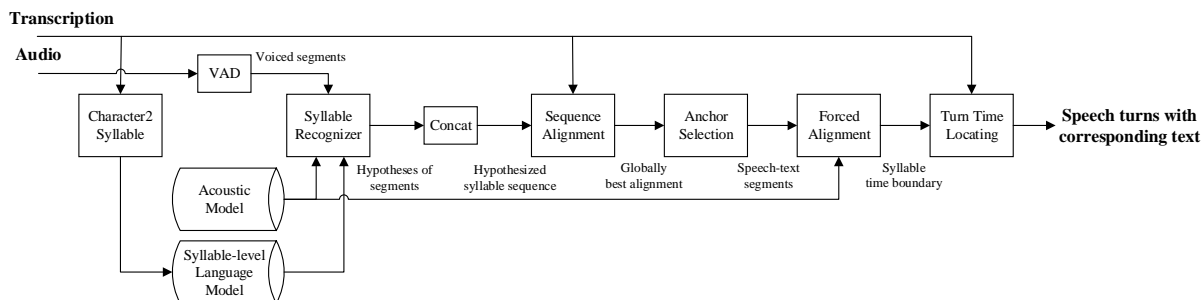 Transcription
Audio
VAD
Voiced segments
Character2
Syllable
Syllable
Recognizer
Concat
Sequence
Alignment
Anchor
Selection
Forced
Alignment
Turn Time
Locating
Speech turns with
corresponding text
Hypotheses of
segments
Hypothesized
syllable sequence
Globally
best alignment
Speech-text
segments
Syllable
time boundary
Acoustic
Model
Syllable-level
Language
Model